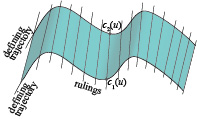 c₂(u)
defining
trajectory
defining
trajectory
rulings
c₁(u)